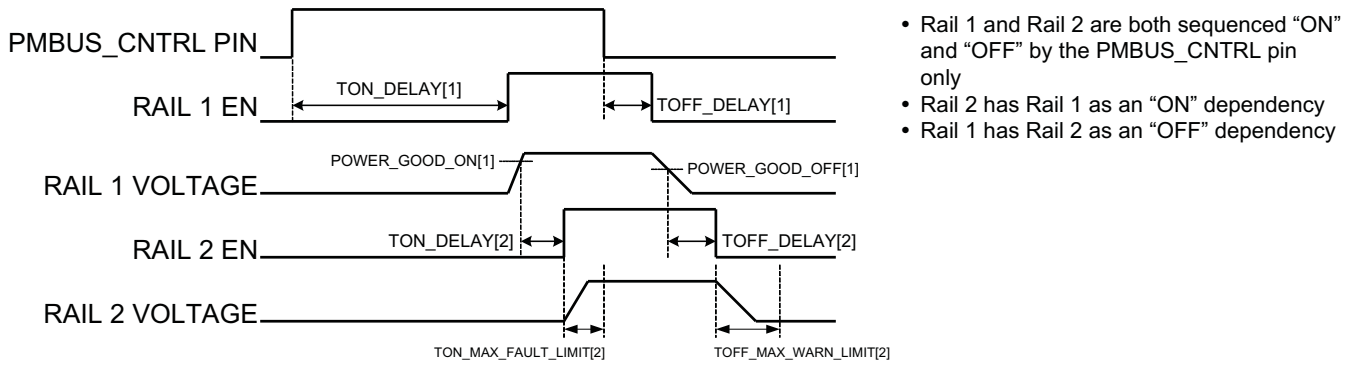 PMBUS_CNTRL PIN
RAIL 1 EN
TON_DELAY[1]
TOFF_DELAY[1]
POWER_GOOD_ON[1]
POWER_GOOD_OFF[1]
RAIL 1 VOLTAGE
RAIL 2 EN
TON_DELAY[2]
TOFF_DELAY[2]
RAIL 2 VOLTAGE
TON_MAX_FAULT_LIMIT[2]
TOFF_MAX_WARN_LIMIT[2]
• Rail 1 and Rail 2 are both sequenced “ON”
and “OFF” by the PMBUS_CNTRL pin
only
• Rail 2 has Rail 1 as an “ON” dependency
• Rail 1 has Rail 2 as an “OFF” dependency